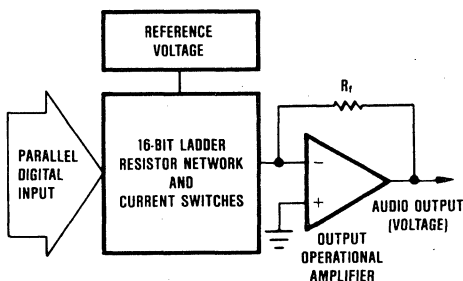 REFERENCE
VOLTAGE
PARALLEL
DIGITAL
INPUT
16-BIT LADDER
RESISTOR NETWORK
AND
CURRENT SWITCHES
Rf
−
+
OUTPUT
OPERATIONAL
AMPLIFIER
AUDIO OUTPUT
(VOLTAGE)